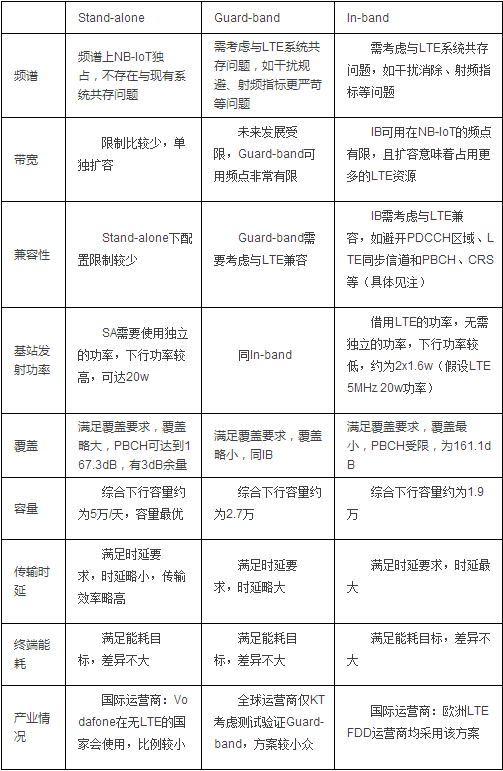 Stand-alone
Guard-band
In-band
频谱
频谱上NB-IoT独
占，不存在与现有系
统共存问题
需考虑与LTE系统共
存问题，如干扰规
避、射频指标更严苛
等问题
需考虑与LTE系统共存
问题，如干扰消除、射频指
标等问题
带宽
限制比较少，单
独扩容
未来发展受
限，Guard-band可
用频点非常有限
IB可用在NB-IoT的频点
有限，且扩容意味着占用更
多的LTE资源
兼容性
Stand-alone下配
置限制较少
Guard-band需
要考虑与LTE兼容
IB需考虑与LTE兼
容，如避开PDCCH区域、L
TE同步信道和PBCH、CRS
等（具体见注）
基站发
射功率
SA需要使用独立
的功率，下行功率较
高，可达20w
同In-band
借用LTE的功率，无需
独立的功率，下行功率较
低，约为2x1.6w（假设LTE
5MHz 20w功率）
覆盖
满足覆盖要求，覆盖
略大，PBCH可达到1
67.3dB，有3dB余量
满足覆盖要求，覆盖
略小，同IB
满足覆盖要求，覆盖最
小，PBCH受限，为161.1d
B
容量
综合下行容量约
为5万/天，容量最优
综合下行容量约
为2.7万
综合下行容量约为1.9
万
传输时
延
满足时延要
求，时延略小，传输
效率略高
满足时延要
求，时延略大
满足时延要求，时延最
大
终端能
耗
满足能耗目
标，差异不大
满足能耗目
标，差异不大
满足能耗目标，差异不
大
产业情
况
国际运营商：Vo
dafone在无LTE的国
家会使用，比例较小
全球运营商仅KT
考虑测试验证Guard-
band，方案较小众
国际运营商：欧洲LTE
FDD运营商均采用该方案